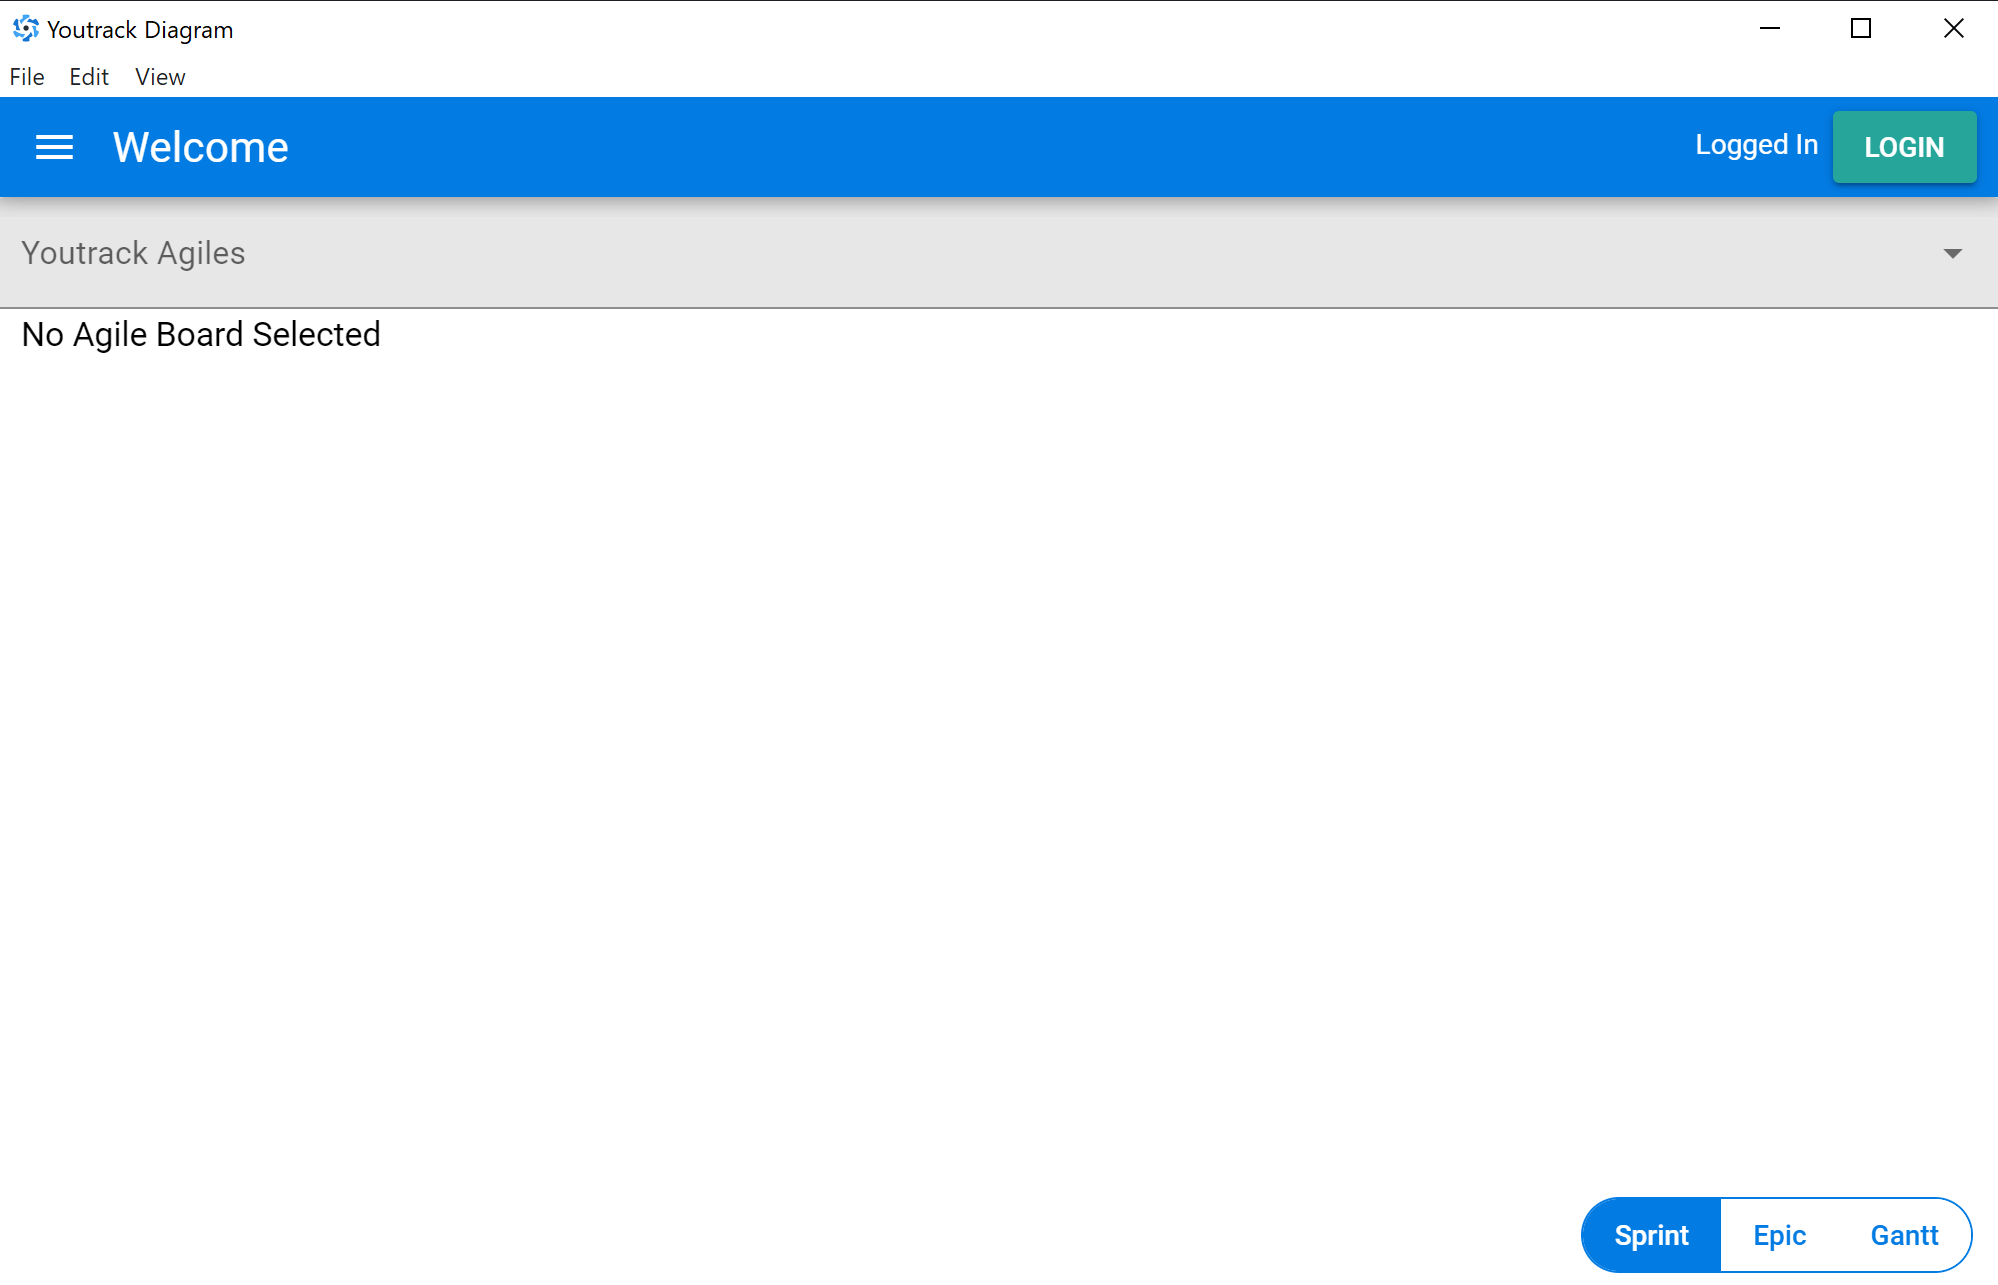 Youtrack Diagram
File Edit View
Welcome Logged In LOGIN
Youtrack Agiles
No Agile Board Selected
Sprint Epic Gantt